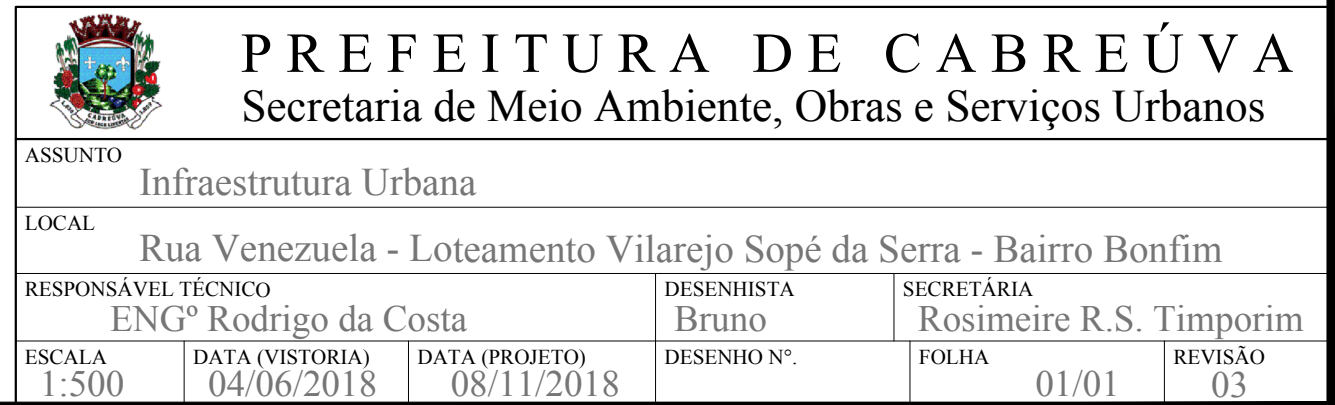 PREFEITURA DE CABREÚVA
Secretaria de Meio Ambiente, Obras e Serviços Urbanos
ASSUNTO
Infraestrutura Urbana
LOCAL
Rua Venezuela - Loteamento Vilarejo Sopé da Serra - Bairro Bonfim
RESPONSÁVEL TÉCNICO
ENGº Rodrigo da Costa
DESENHISTA
Bruno
SECRETÁRIA
Rosimeire R.S. Timporim
ESCALA
1:500
DATA (VISTORIA)
04/06/2018
DATA (PROJETO)
08/11/2018
DESENHO N°.
FOLHA
01/01
REVISÃO
03
CABREÚVA